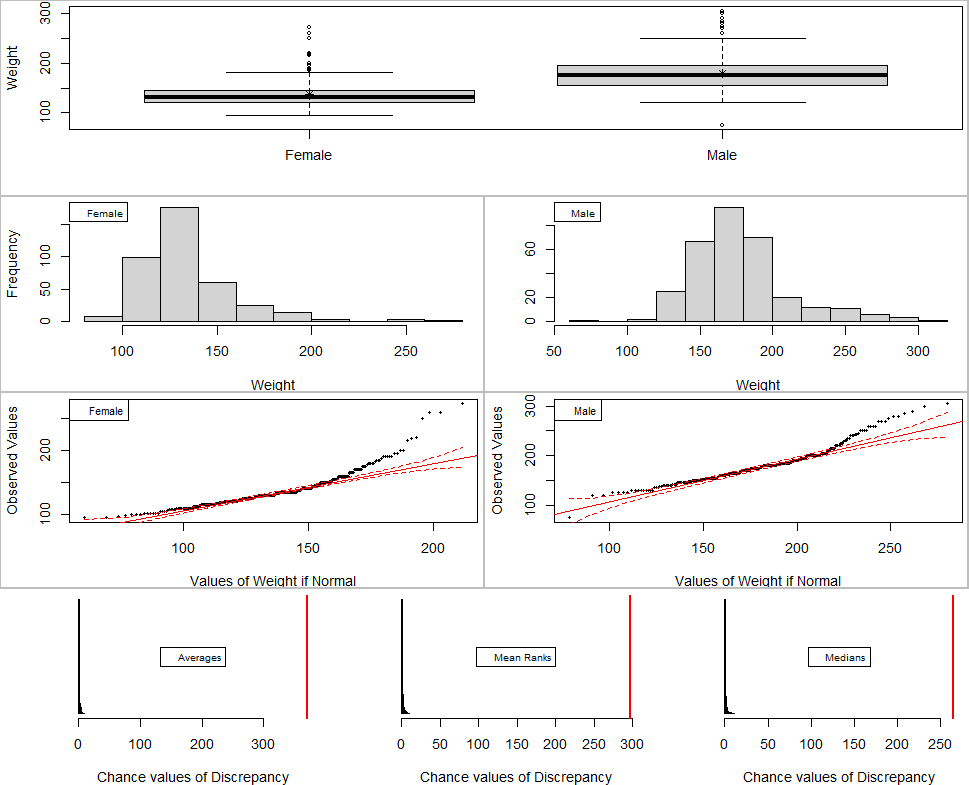 Weight
300
200
100
Female Male
Female
Frequency
100
50
0
100 150 200 250
Weight
Male
60
20
0
50 100 150 200 250 300
Weight
Female
Observed Values
200
100
100 150 200
Values of Weight if Normal
Male
Observed Values
300
200
100
100 150 200 250
Values of Weight if Normal
Averages
0 100 200 300
Chance values of Discrepancy
Mean Ranks
0 50 100 150 200 250 300
Chance values of Discrepancy
Medians
0 50 100 150 200 250
Chance values of Discrepancy